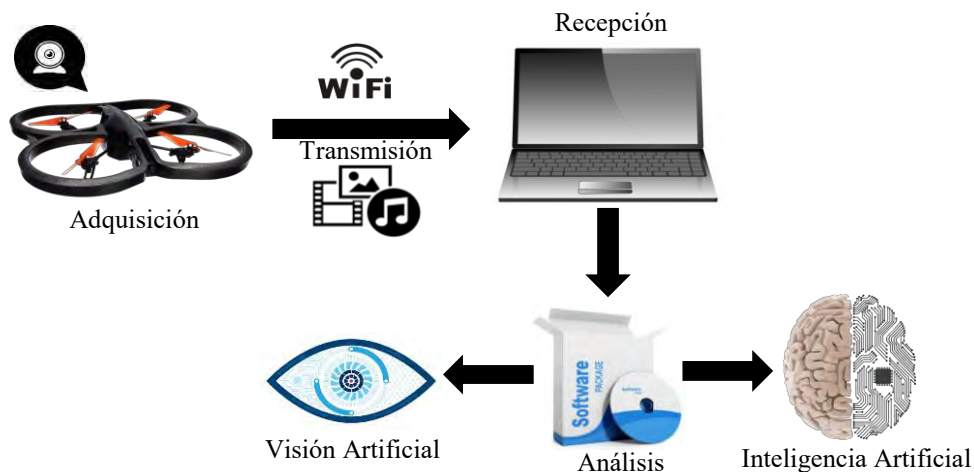 Recepción
WiFi
Transmisión
Adquisición
Software
PACKAGE
Visión Artificial
Análisis
Inteligencia Artificial